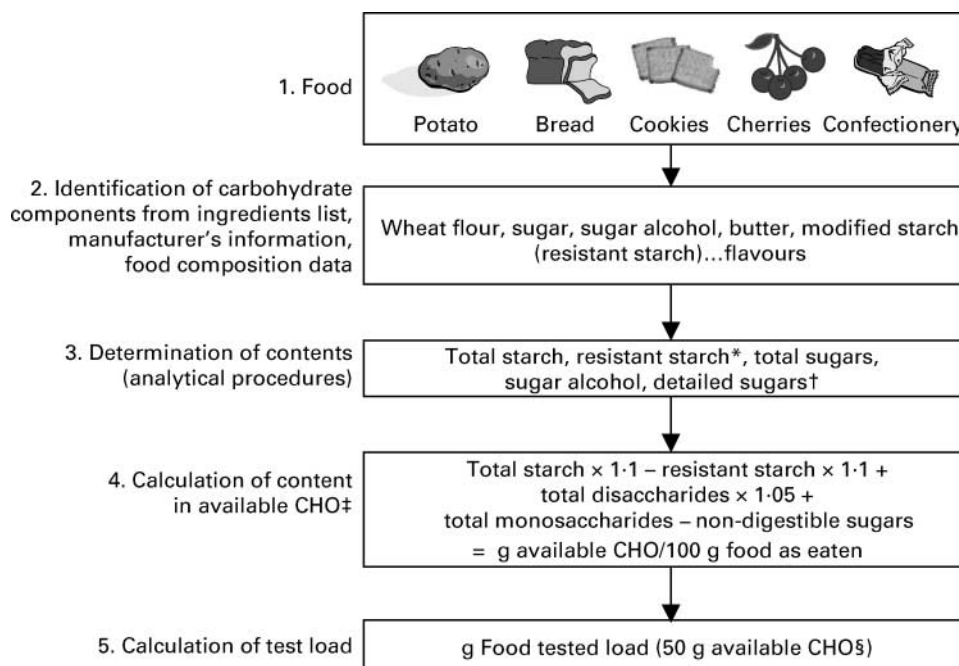 1. Food
Potato Bread Cookies Cherries Confectionery
2. Identification of carbohydrate
components from ingredients list,
manufacturer's information,
food composition data
Wheat flour, sugar, sugar alcohol, butter, modified starch
(resistant starch)...flavours
3. Determination of contents
(analytical procedures)
Total starch, resistant starch*, total sugars,
sugar alcohol, detailed sugars†
4. Calculation of content
in available CHO‡
Total starch × 1·1 – resistant starch × 1·1 +
total disaccharides × 1·05 +
total monosaccharides – non-digestible sugars
= g available CHO/100 g food as eaten
5. Calculation of test load
g Food tested load (50 g available CHO§)